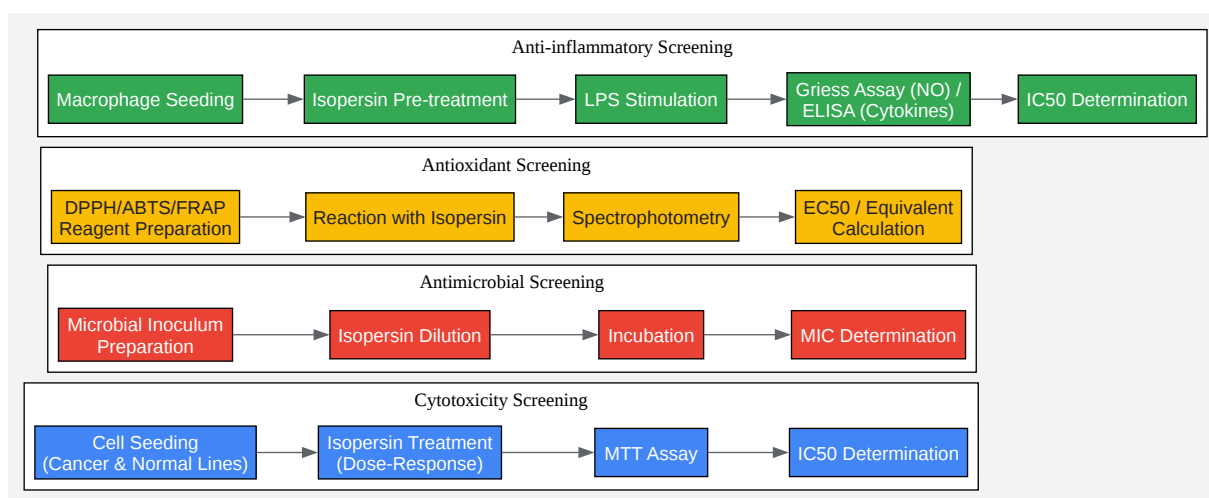 Anti-inflammatory Screening
Macrophage Seeding
Isopersin Pre-treatment
LPS Stimulation
Griess Assay (NO) /
ELISA (Cytokines)
IC50 Determination
Antioxidant Screening
DPPH/ABTS/FRAP
Reagent Preparation
Reaction with Isopersin
Spectrophotometry
EC50 / Equivalent
Calculation
Antimicrobial Screening
Microbial Inoculum
Preparation
Isopersin Dilution
Incubation
MIC Determination
Cytotoxicity Screening
Cell Seeding
(Cancer & Normal Lines)
Isopersin Treatment
(Dose-Response)
MTT Assay
IC50 Determination